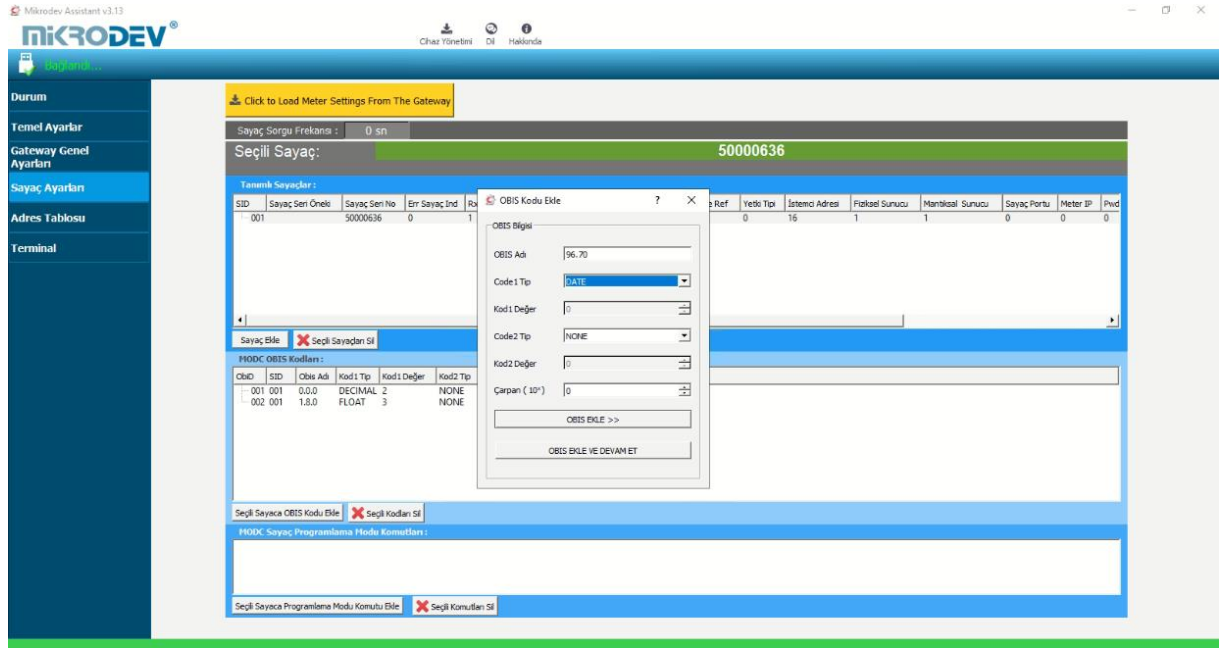 Mikrodev Assistant v3.13
MIKRODEV®
Cihaz Yönetimi Dil Hakkında
Bağlandı...
Durum
Temel Ayarlar
Gateway Genel
Ayarları
Sayaç Ayarları
Adres Tablosu
Terminal
Click to Load Meter Settings From The Gateway
Sayaç Sorgu Frekansı : 0 sn
Seçili Sayaç: 50000636
Tanımlı Sayaçlar :
SID Sayaç Seri Öneki Sayaç Seri No Err Sayaç Ind e Ref Yetki Tipi İstemci Adresi Fiziksel Sunucu Mantıksal Sunucu Sayaç Portu Meter IP Pwd
001 50000636 0 1 0 16 1 1 0 0 0
Sayaç Ekle Seçili Sayaçları Sil
MODC OBIS Kodları :
ObiD SID Obis Adı Kod1 Tip Kod1 Değer Kod2 Tip
001 001 0.0.0 DECIMAL 2 NONE
002 001 1.8.0 FLOAT 3 NONE
Seçili Sayaca OBIS Kodu Ekle Seçili Kodları Sil
MODC Sayaç Programlama Modu Komutları :
Seçili Sayaca Programlama Modu Komutu Ekle Seçili Komutları Sil
OBIS Kodu Ekle ? X
OBIS Bilgisi
OBIS Adı 96.70
Code1 Tip DATE
Kod1 Değer 0
Code2 Tip NONE
Kod2 Değer 0
Çarpan ( 10ⁿ) 0
OBIS EKLE >>
OBIS EKLE VE DEVAM ET